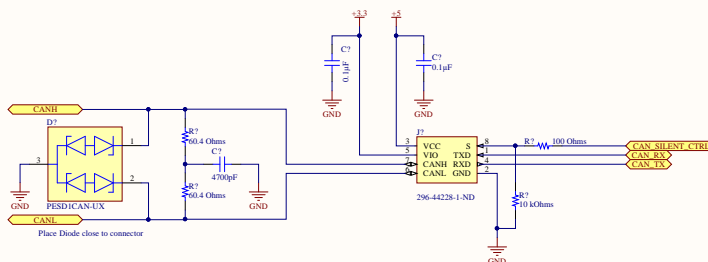 +3.3
+5
C?
0.1µF
GND
C?
0.1µF
GND
CANH
D?
1
3
2
GND
PESD1CAN-UX
CANL
Place Diode close to connector
R?
60.4 Ohms
C?
4700pF
GND
R?
60.4 Ohms
J?
3 VCC S 8
5 VIO TXD 1
7 CANH RXD 4
6 CANL GND 2
296-44228-1-ND
R? 100 Ohms
CAN_SILENT_CTRL
CAN_RX
CAN_TX
R?
10 kOhms
GND